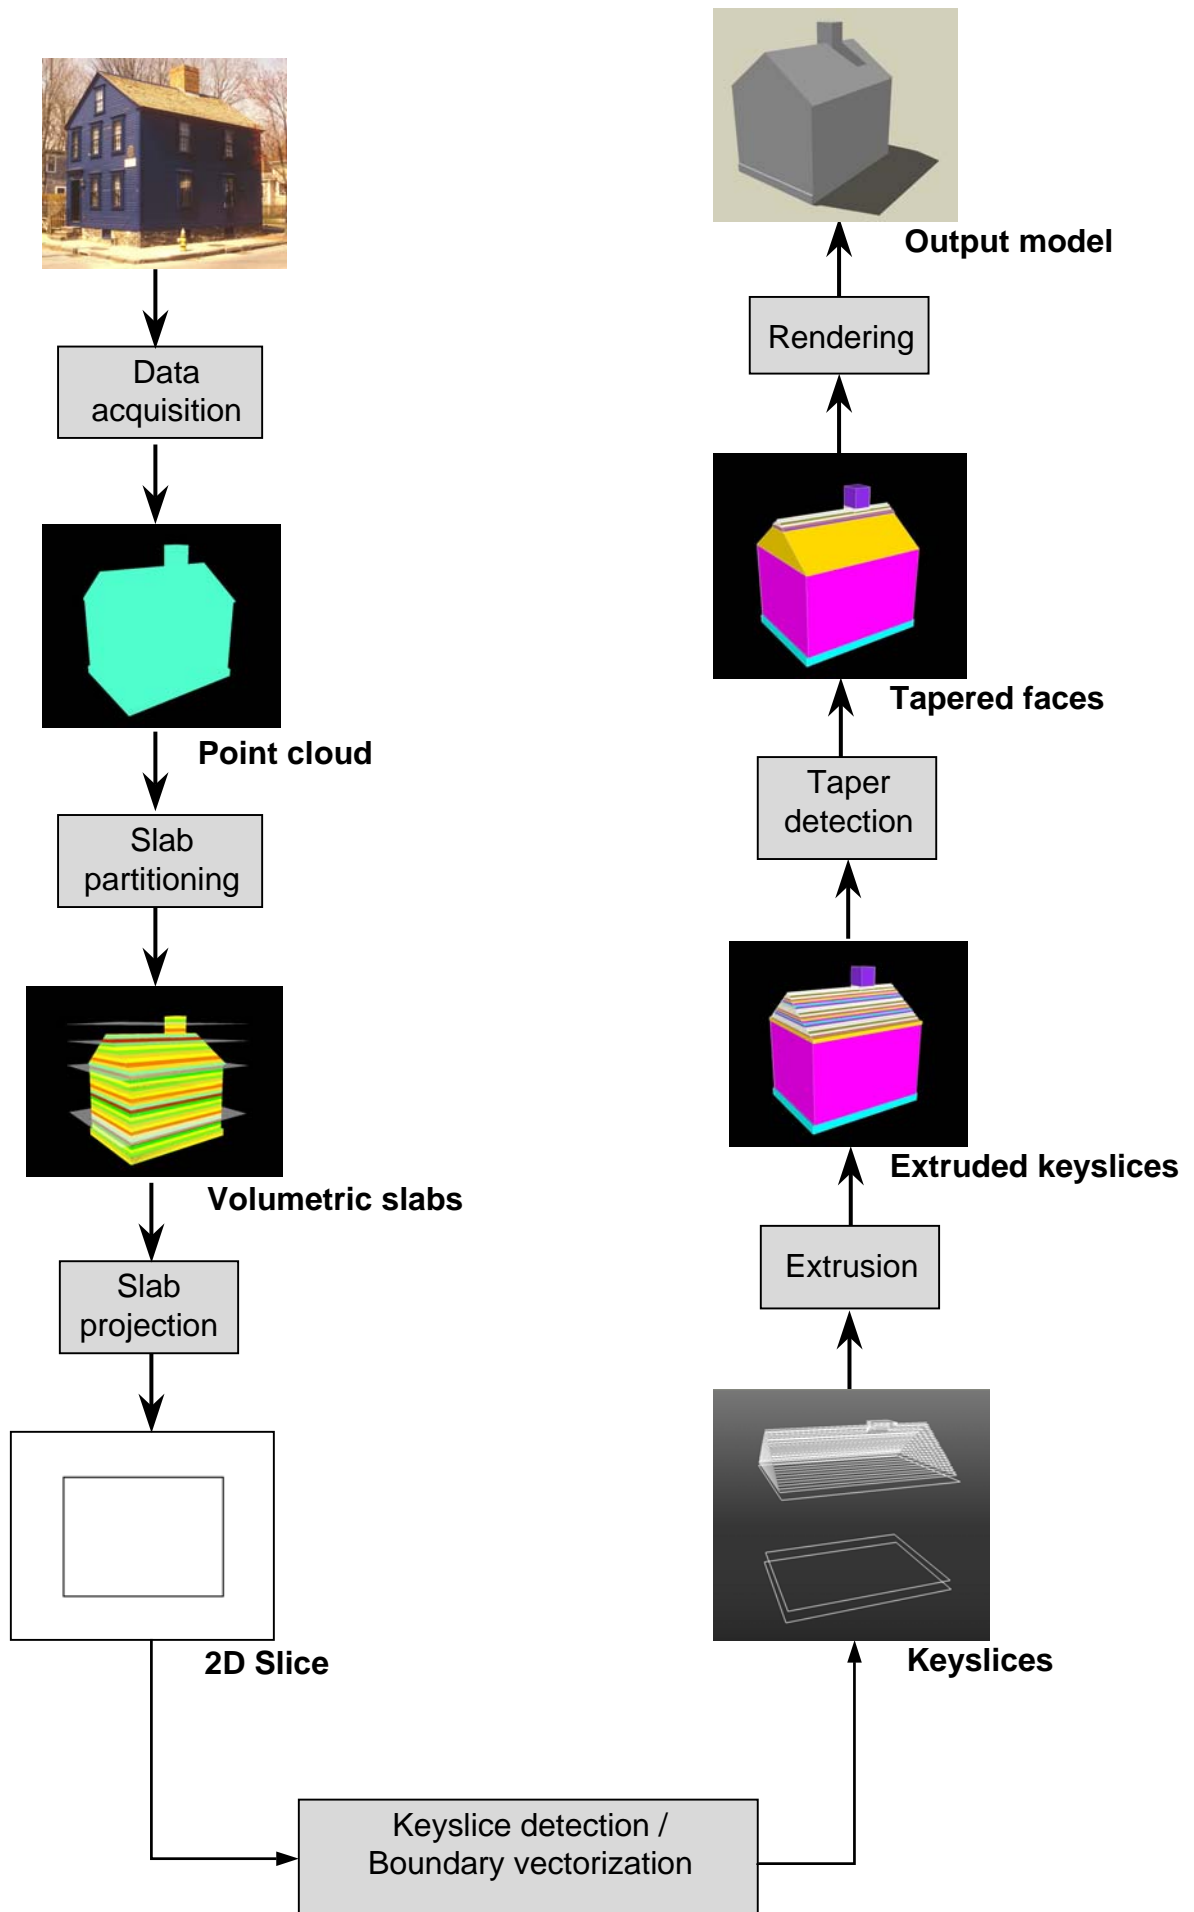 Data
acquisition
Point cloud
Slab
partitioning
Volumetric slabs
Slab
projection
2D Slice
Keyslice detection /
Boundary vectorization
Keyslices
Extrusion
Extruded keyslices
Taper
detection
Tapered faces
Rendering
Output model